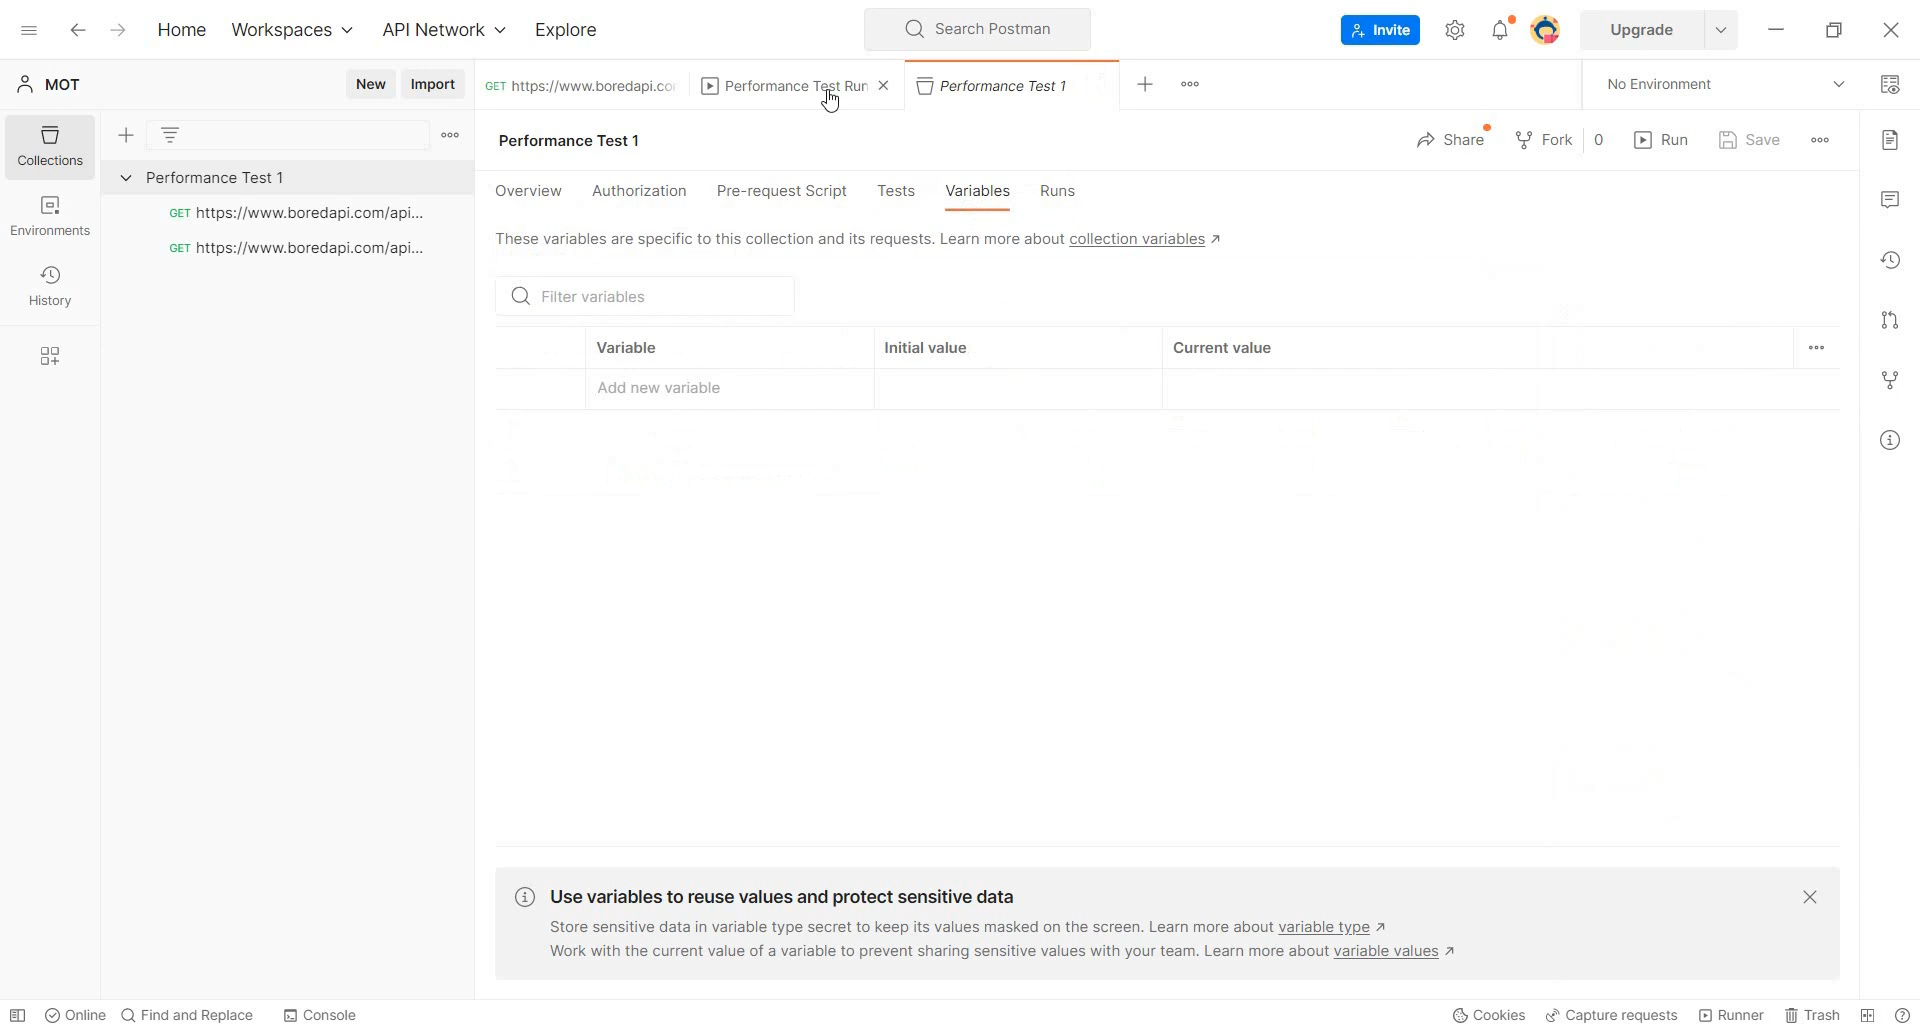 Home Workspaces API Network Explore Search Postman Invite Upgrade
MOT New Import GET https://www.boredapi.co Performance Test Run Performance Test 1 No Environment
Performance Test 1 Share Fork 0 Run Save
Collections
Environments
History
Performance Test 1
GET https://www.boredapi.com/api...
GET https://www.boredapi.com/api...
Overview Authorization Pre-request Script Tests Variables Runs
These variables are specific to this collection and its requests. Learn more about collection variables ↗
Filter variables
Variable Initial value Current value
Add new variable
Use variables to reuse values and protect sensitive data
Store sensitive data in variable type secret to keep its values masked on the screen. Learn more about variable type ↗
Work with the current value of a variable to prevent sharing sensitive values with your team. Learn more about variable values ↗
Online Find and Replace Console Cookies Capture requests Runner Trash